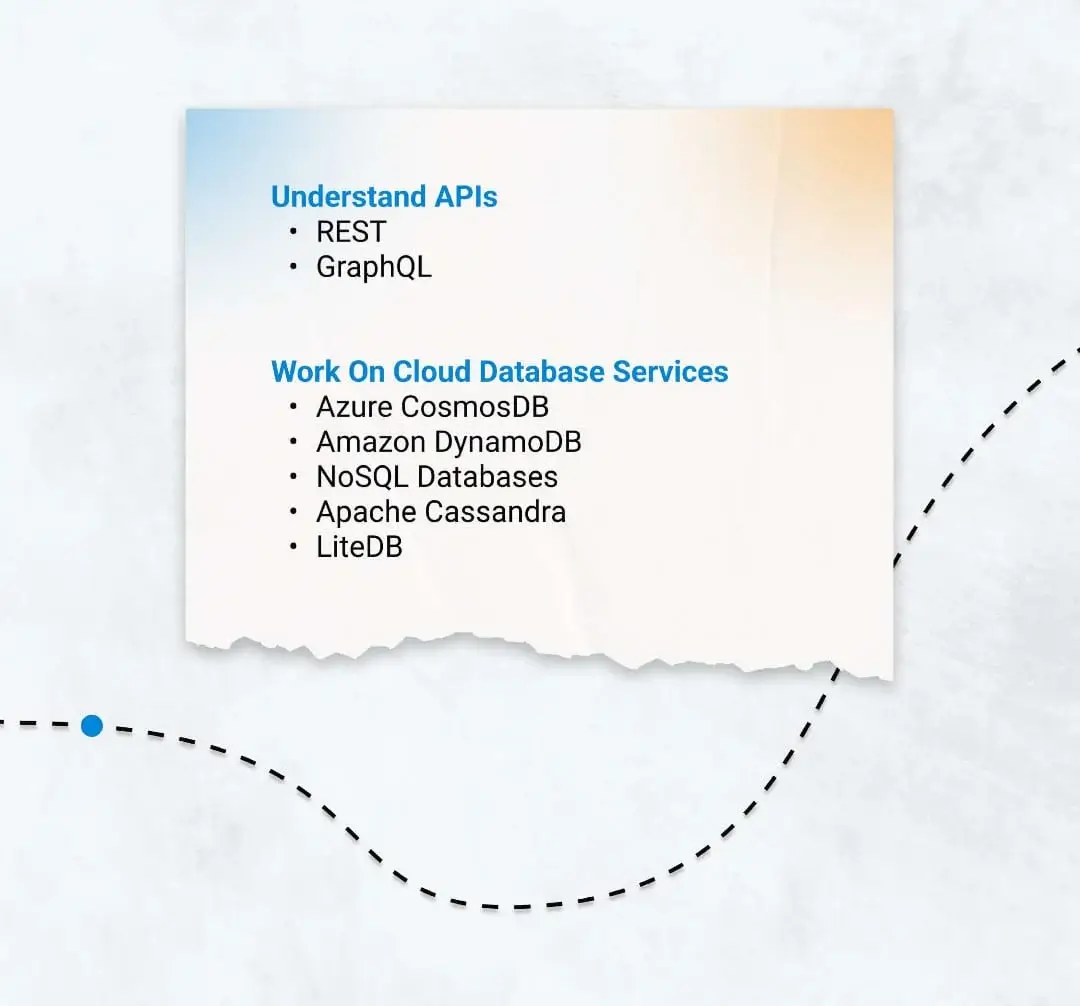 Understand APIs
• REST
• GraphQL
Work On Cloud Database Services
• Azure CosmosDB
• Amazon DynamoDB
• NoSQL Databases
• Apache Cassandra
• LiteDB